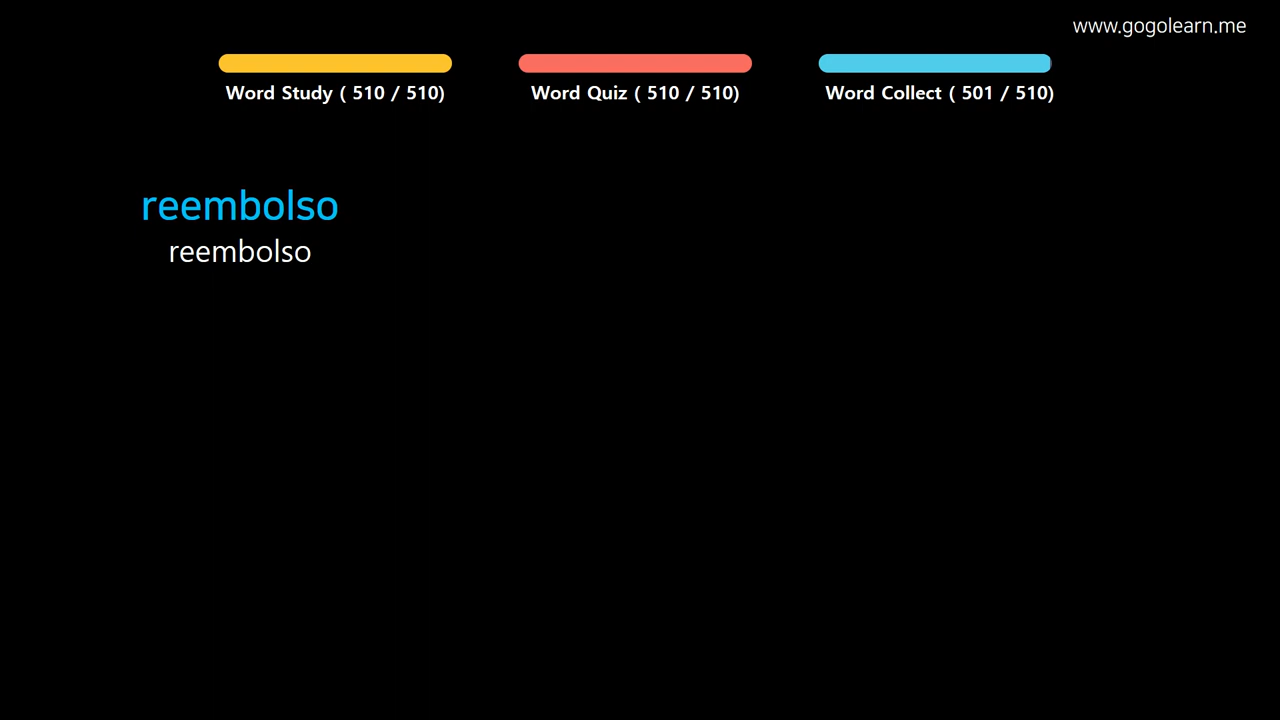 www.gogolearn.me
Word Study ( 510 / 510)
Word Quiz ( 510 / 510)
Word Collect ( 501 / 510)
reembolso
reembolso